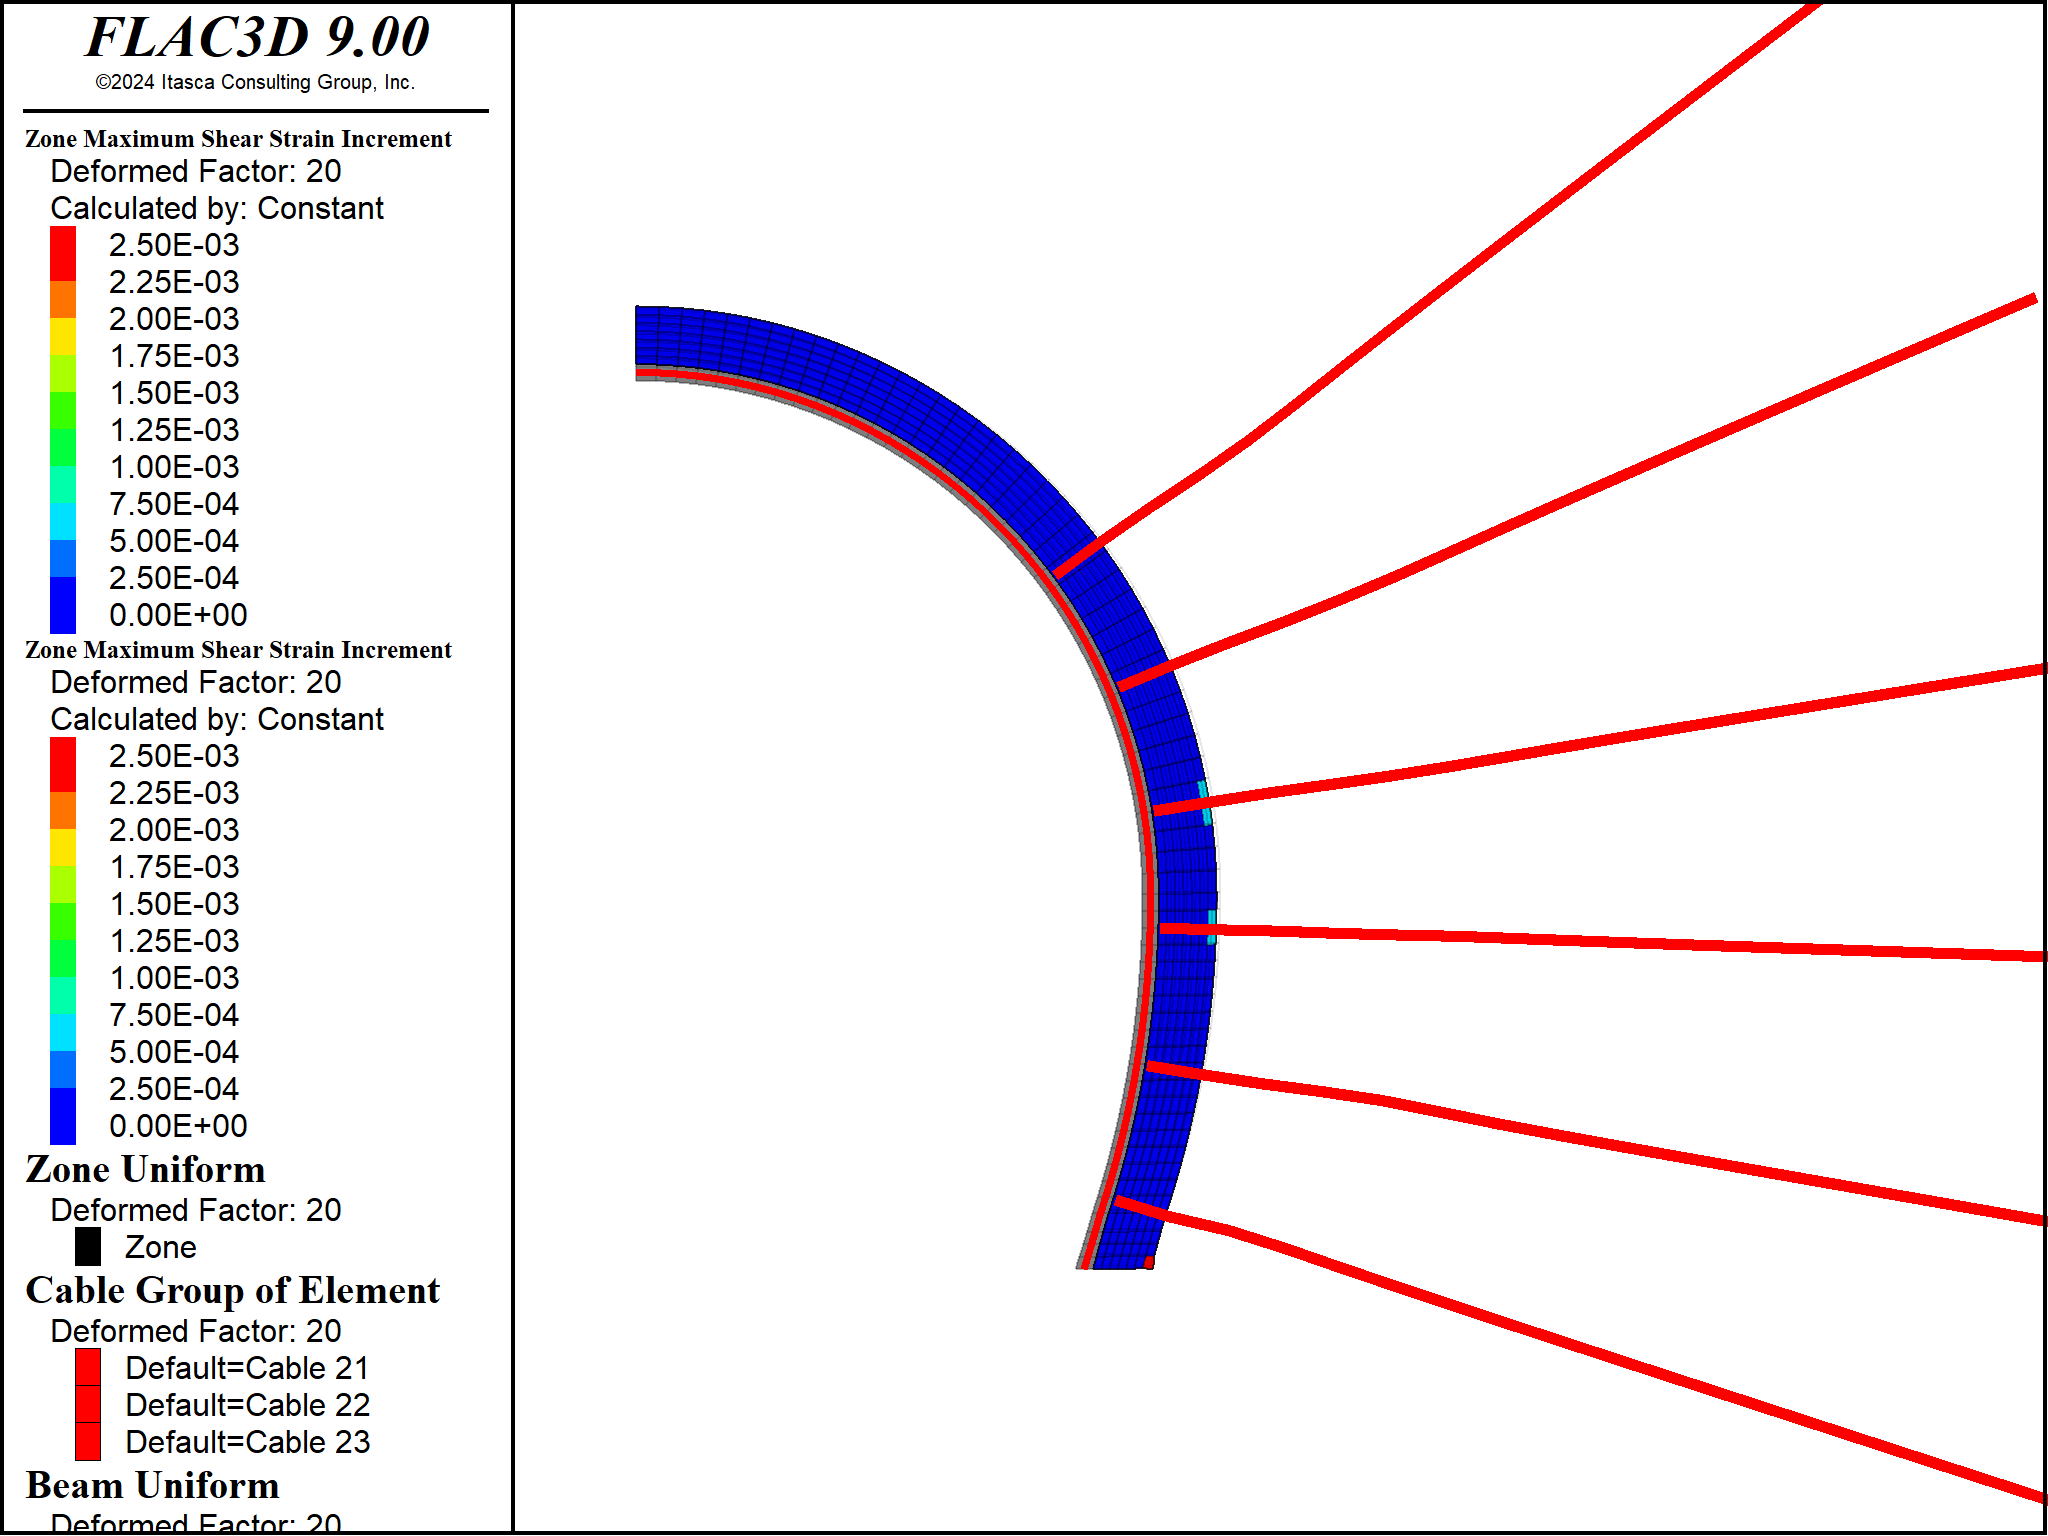 FLAC3D 9.00
©2024 Itasca Consulting Group, Inc.
Zone Maximum Shear Strain Increment
Deformed Factor: 20
Calculated by: Constant
2.50E-03
2.25E-03
2.00E-03
1.75E-03
1.50E-03
1.25E-03
1.00E-03
7.50E-04
5.00E-04
2.50E-04
0.00E+00
Zone Maximum Shear Strain Increment
Deformed Factor: 20
Calculated by: Constant
2.50E-03
2.25E-03
2.00E-03
1.75E-03
1.50E-03
1.25E-03
1.00E-03
7.50E-04
5.00E-04
2.50E-04
0.00E+00
Zone Uniform
Deformed Factor: 20
Zone
Cable Group of Element
Deformed Factor: 20
Default=Cable 21
Default=Cable 22
Default=Cable 23
Beam Uniform
Deformed Factor: 20